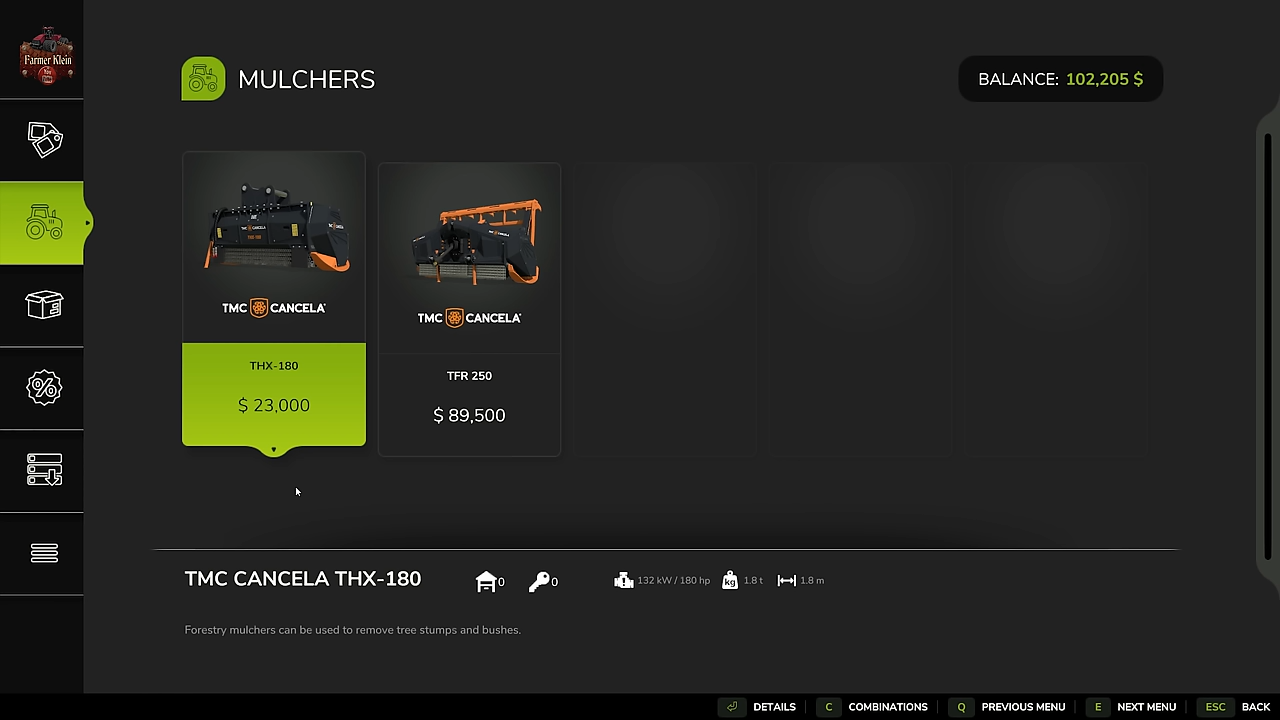 Farmer Klein
You
MULCHERS
BALANCE: 102,205 $
TMC CANCELA
THX-180
$ 23,000
TMC CANCELA
TFR 250
$ 89,500
TMC CANCELA THX-180
0
0
132 kW / 180 hp
kg
1.8 t
1.8 m
Forestry mulchers can be used to remove tree stumps and bushes.
DETAILS
C COMBINATIONS
Q PREVIOUS MENU
E NEXT MENU
ESC BACK